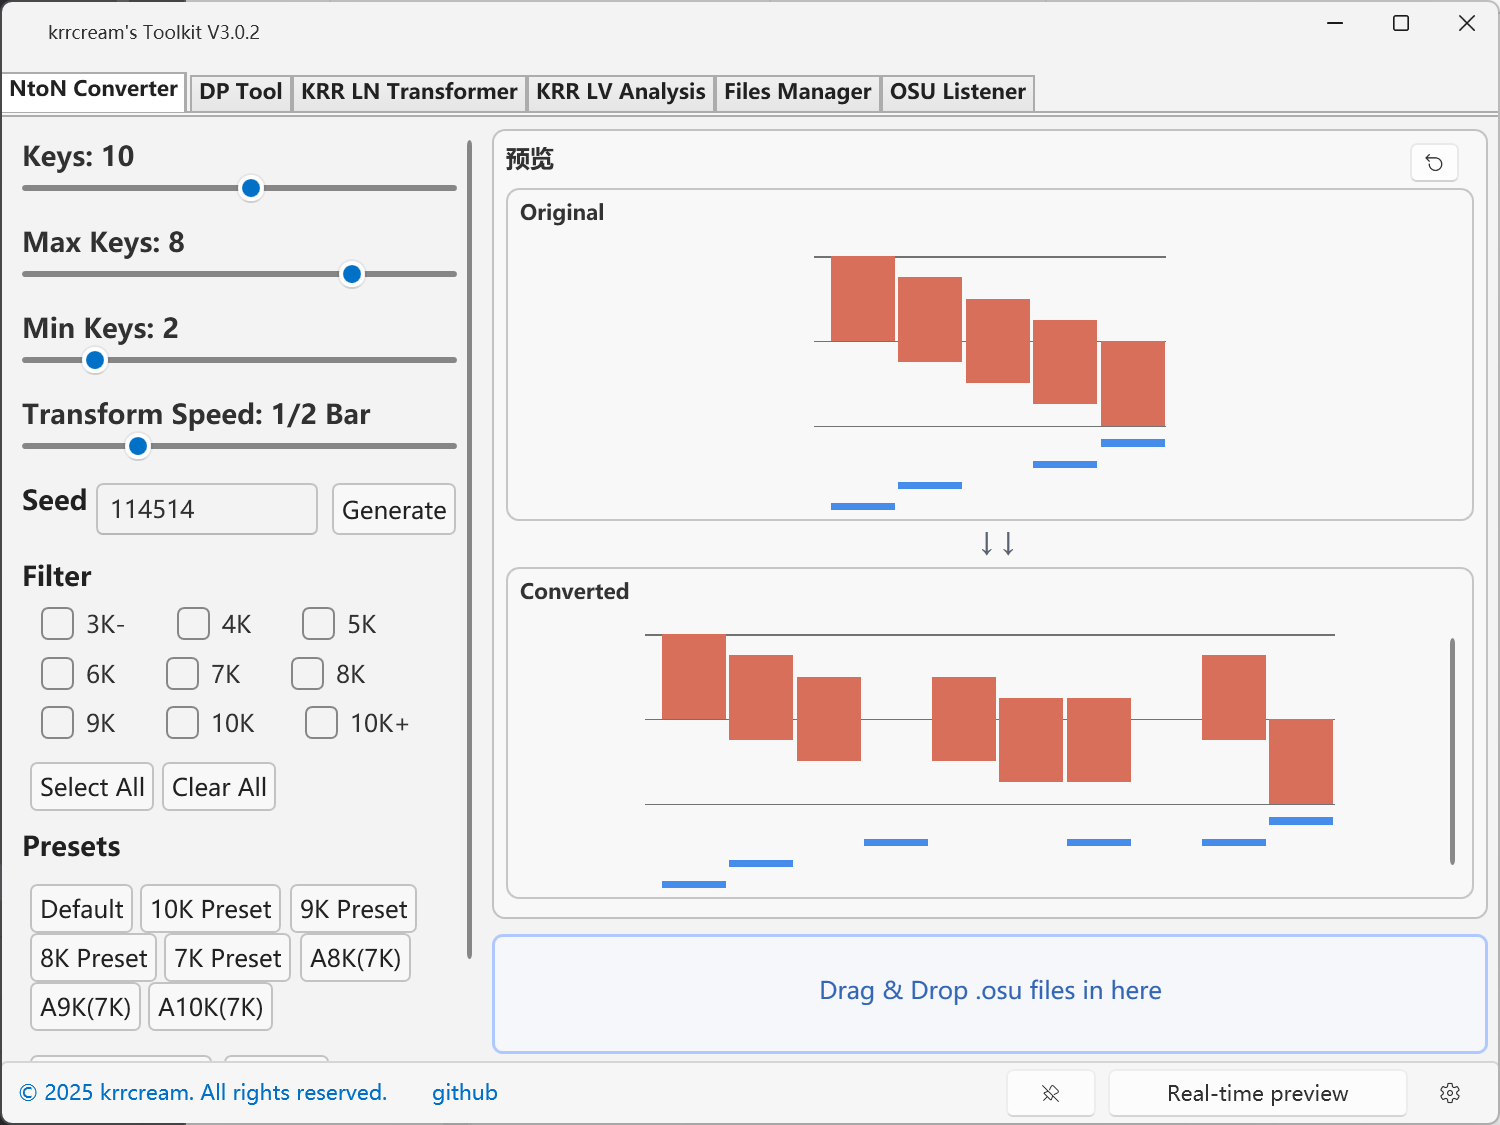 krrcream's Toolkit V3.0.2
NtoN Converter DP Tool KRR LN Transformer KRR LV Analysis Files Manager OSU Listener
Keys: 10
Max Keys: 8
Min Keys: 2
Transform Speed: 1/2 Bar
Seed 114514 Generate
Filter
3K- 4K 5K
6K 7K 8K
9K 10K 10K+
Select All Clear All
Presets
Default 10K Preset 9K Preset
8K Preset 7K Preset A8K(7K)
A9K(7K) A10K(7K)
预览
Original
↓↓
Converted
Drag & Drop .osu files in here
© 2025 krrcream. All rights reserved. github
Real-time preview